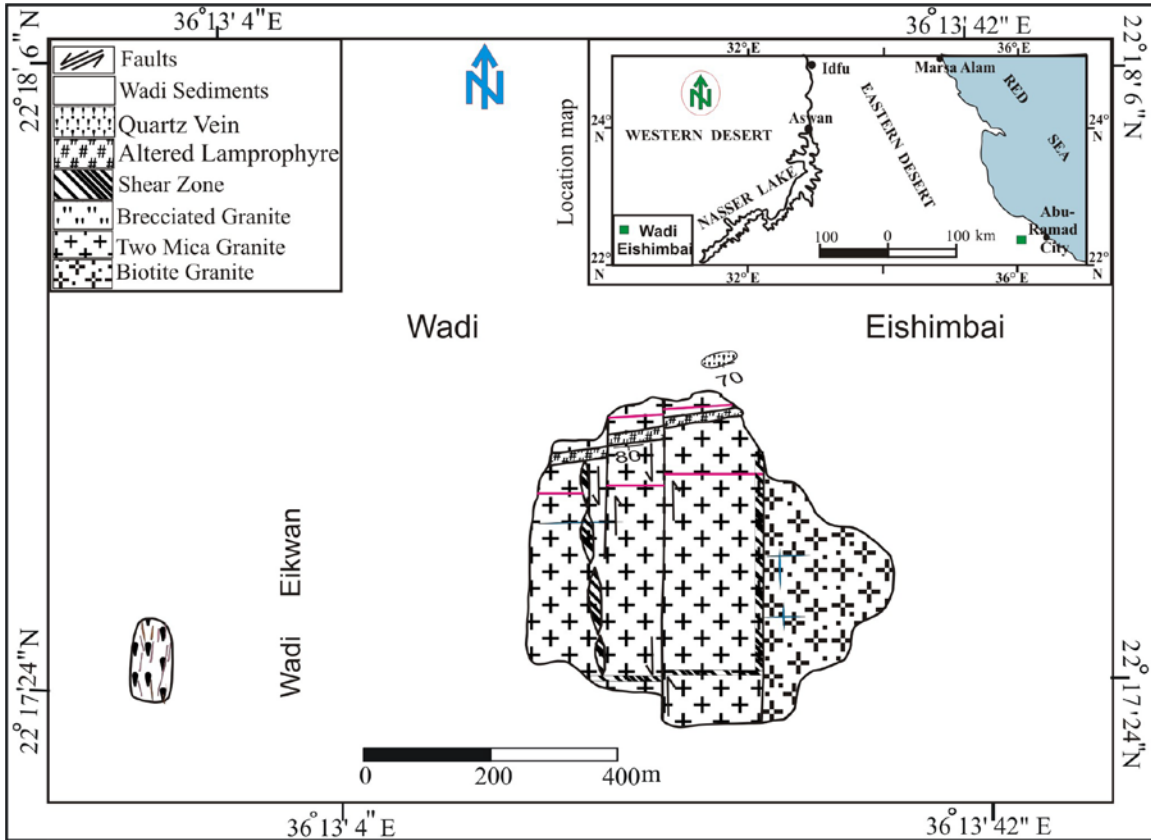 36°13' 4" E
36°13' 42" E
22°18' 6"N
22°18' 6"N
Faults
Wadi Sediments
Quartz Vein
Altered Lamprophyre
Shear Zone
Brecciated Granite
Two Mica Granite
Biotite Granite
N
Location map
32°E
36°E
Idfu
Marsa Alam
N
RED
SEA
24°
N
24°
N
Aswan
WESTERN DESERT
EASTERN DESERT
NASSER LAKE
Wadi
Eishimbai
Abu-
Ramad
City
100 0 100 km
22°
N
22°
N
32°E
36°E
Wadi
Eishimbai
70
80
Wadi Eikwan
22°17'24"N
22°17'24"N
0 200 400m
36°13' 4" E
36°13' 42" E